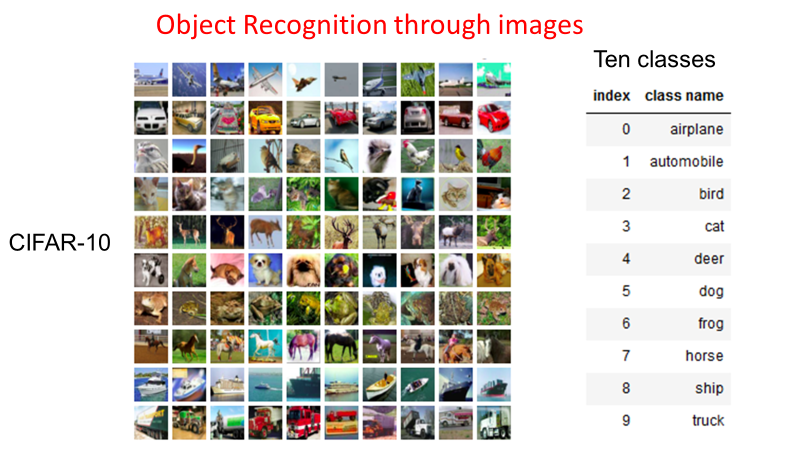 Object Recognition through images
Ten classes
index class name
0 airplane
1 automobile
2 bird
3 cat
CIFAR-10
4 deer
5 dog
6 frog
7 horse
8 ship
9 truck